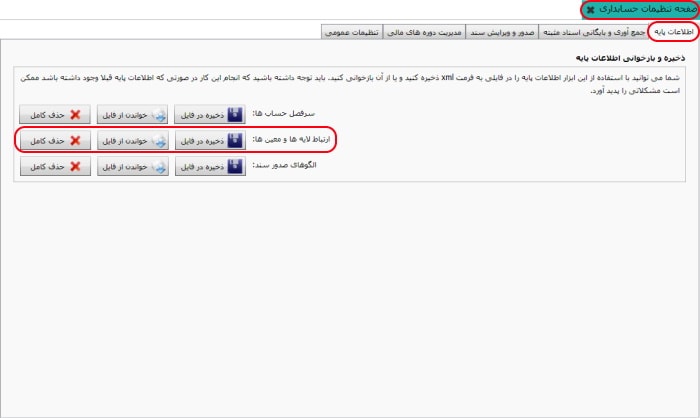 صفحه تنظیمات حسابداری
اطلاعات پایه جمع آوری و بایگانی اسناد مثبته صدور و ویرایش سند مدیریت دوره های مالی تنظیمات عمومی
ذخیره و بازخوانی اطلاعات پایه
شما می توانید با استفاده از این ابزار اطلاعات پایه را در فایلی به فرمت xml ذخیره کنید و یا از آن بازخوانی کنید. باید توجه داشته باشید که انجام این کار در صورتی که اطلاعات پایه قبلا وجود داشته باشد ممکن
است مشکلاتی را پدید آورد.
سرفصل حساب ها: ذخیره در فایل خواندن از فایل حذف کامل
ارتباط لایه ها و معین ها: ذخیره در فایل خواندن از فایل حذف کامل
الگوهای صدور سند: ذخیره در فایل خواندن از فایل حذف کامل